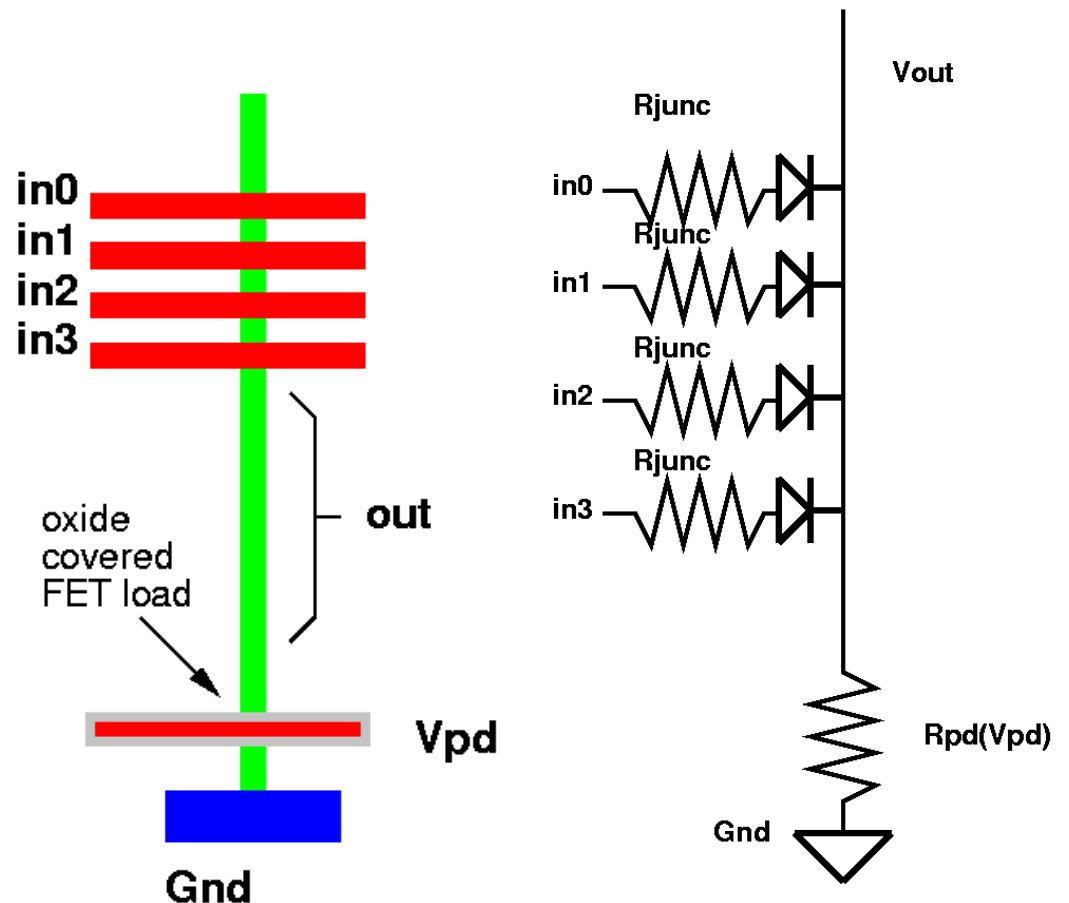 in0
in1
in2
in3
out
oxide
covered
FET load
Vpd
Gnd
Vout
Rjunc
in0
Rjunc
in1
Rjunc
in2
Rjunc
in3
Rpd(Vpd)
Gnd